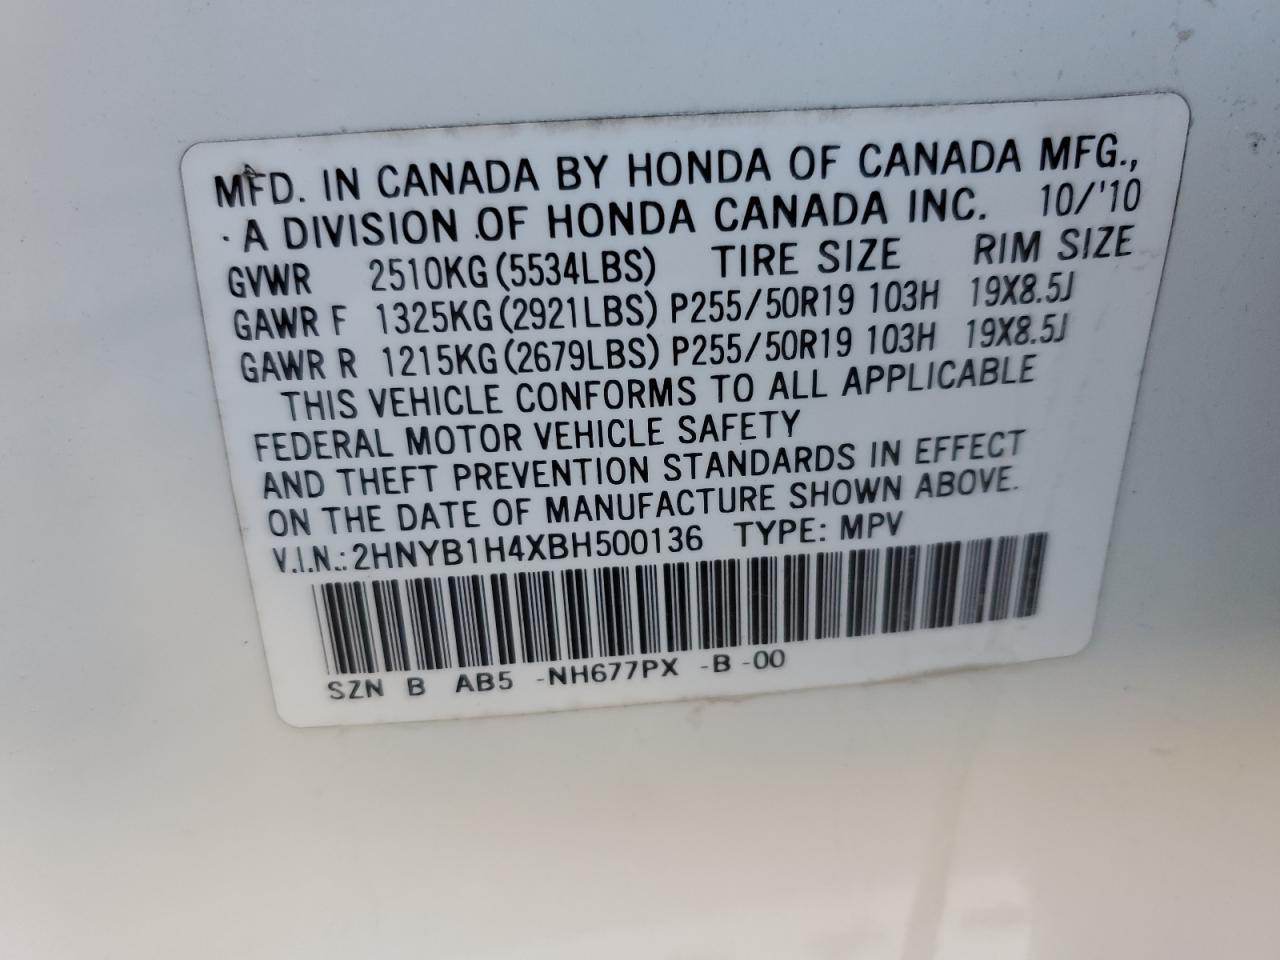 MFD. IN CANADA BY HONDA OF CANADA MFG.,
A DIVISION OF HONDA CANADA INC. 10/'10
GVWR 2510KG (5534LBS) TIRE SIZE RIM SIZE
GAWR F 1325KG (2921LBS) P255/50R19 103H 19X8.5J
GAWR R 1215KG (2679LBS) P255/50R19 103H 19X8.5J
THIS VEHICLE CONFORMS TO ALL APPLICABLE
FEDERAL MOTOR VEHICLE SAFETY
AND THEFT PREVENTION STANDARDS IN EFFECT
ON THE DATE OF MANUFACTURE SHOWN ABOVE.
V.I.N.: 2HNYB1H4XBH500136 TYPE: MPV
SZN B AB5 -NH677PX -B -00